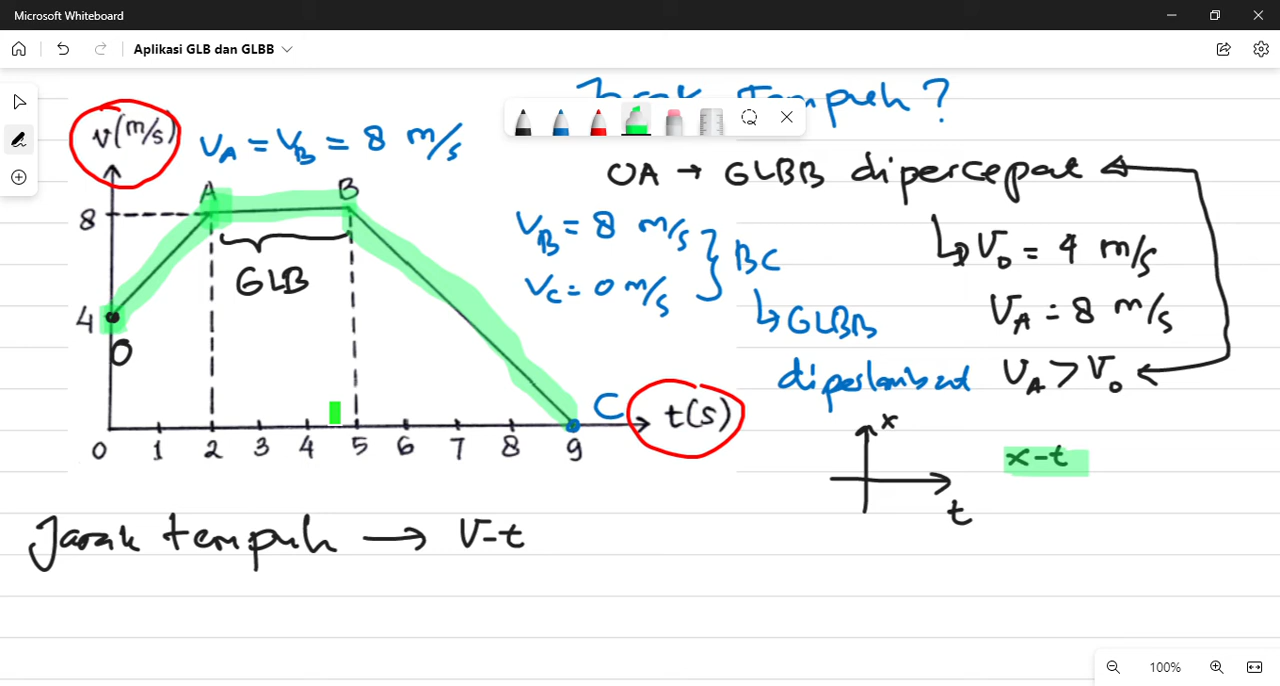 Microsoft Whiteboard
Aplikasi GLB dan GLBB
Jarak tempuh?
v(m/s)
VA = VB = 8 m/s
OA → GLBB dipercepat
A
B
8
VB = 8 m/s
VC = 0 m/s
BC
↳ V0 = 4 m/s
GLB
VA = 8 m/s
↳ GLBB
diperlambat
4
O
VA > V0
C
t(s)
0 1 2 3 4 5 6 7 8 9
x
x-t
t
Jarak tempuh → V-t
100%